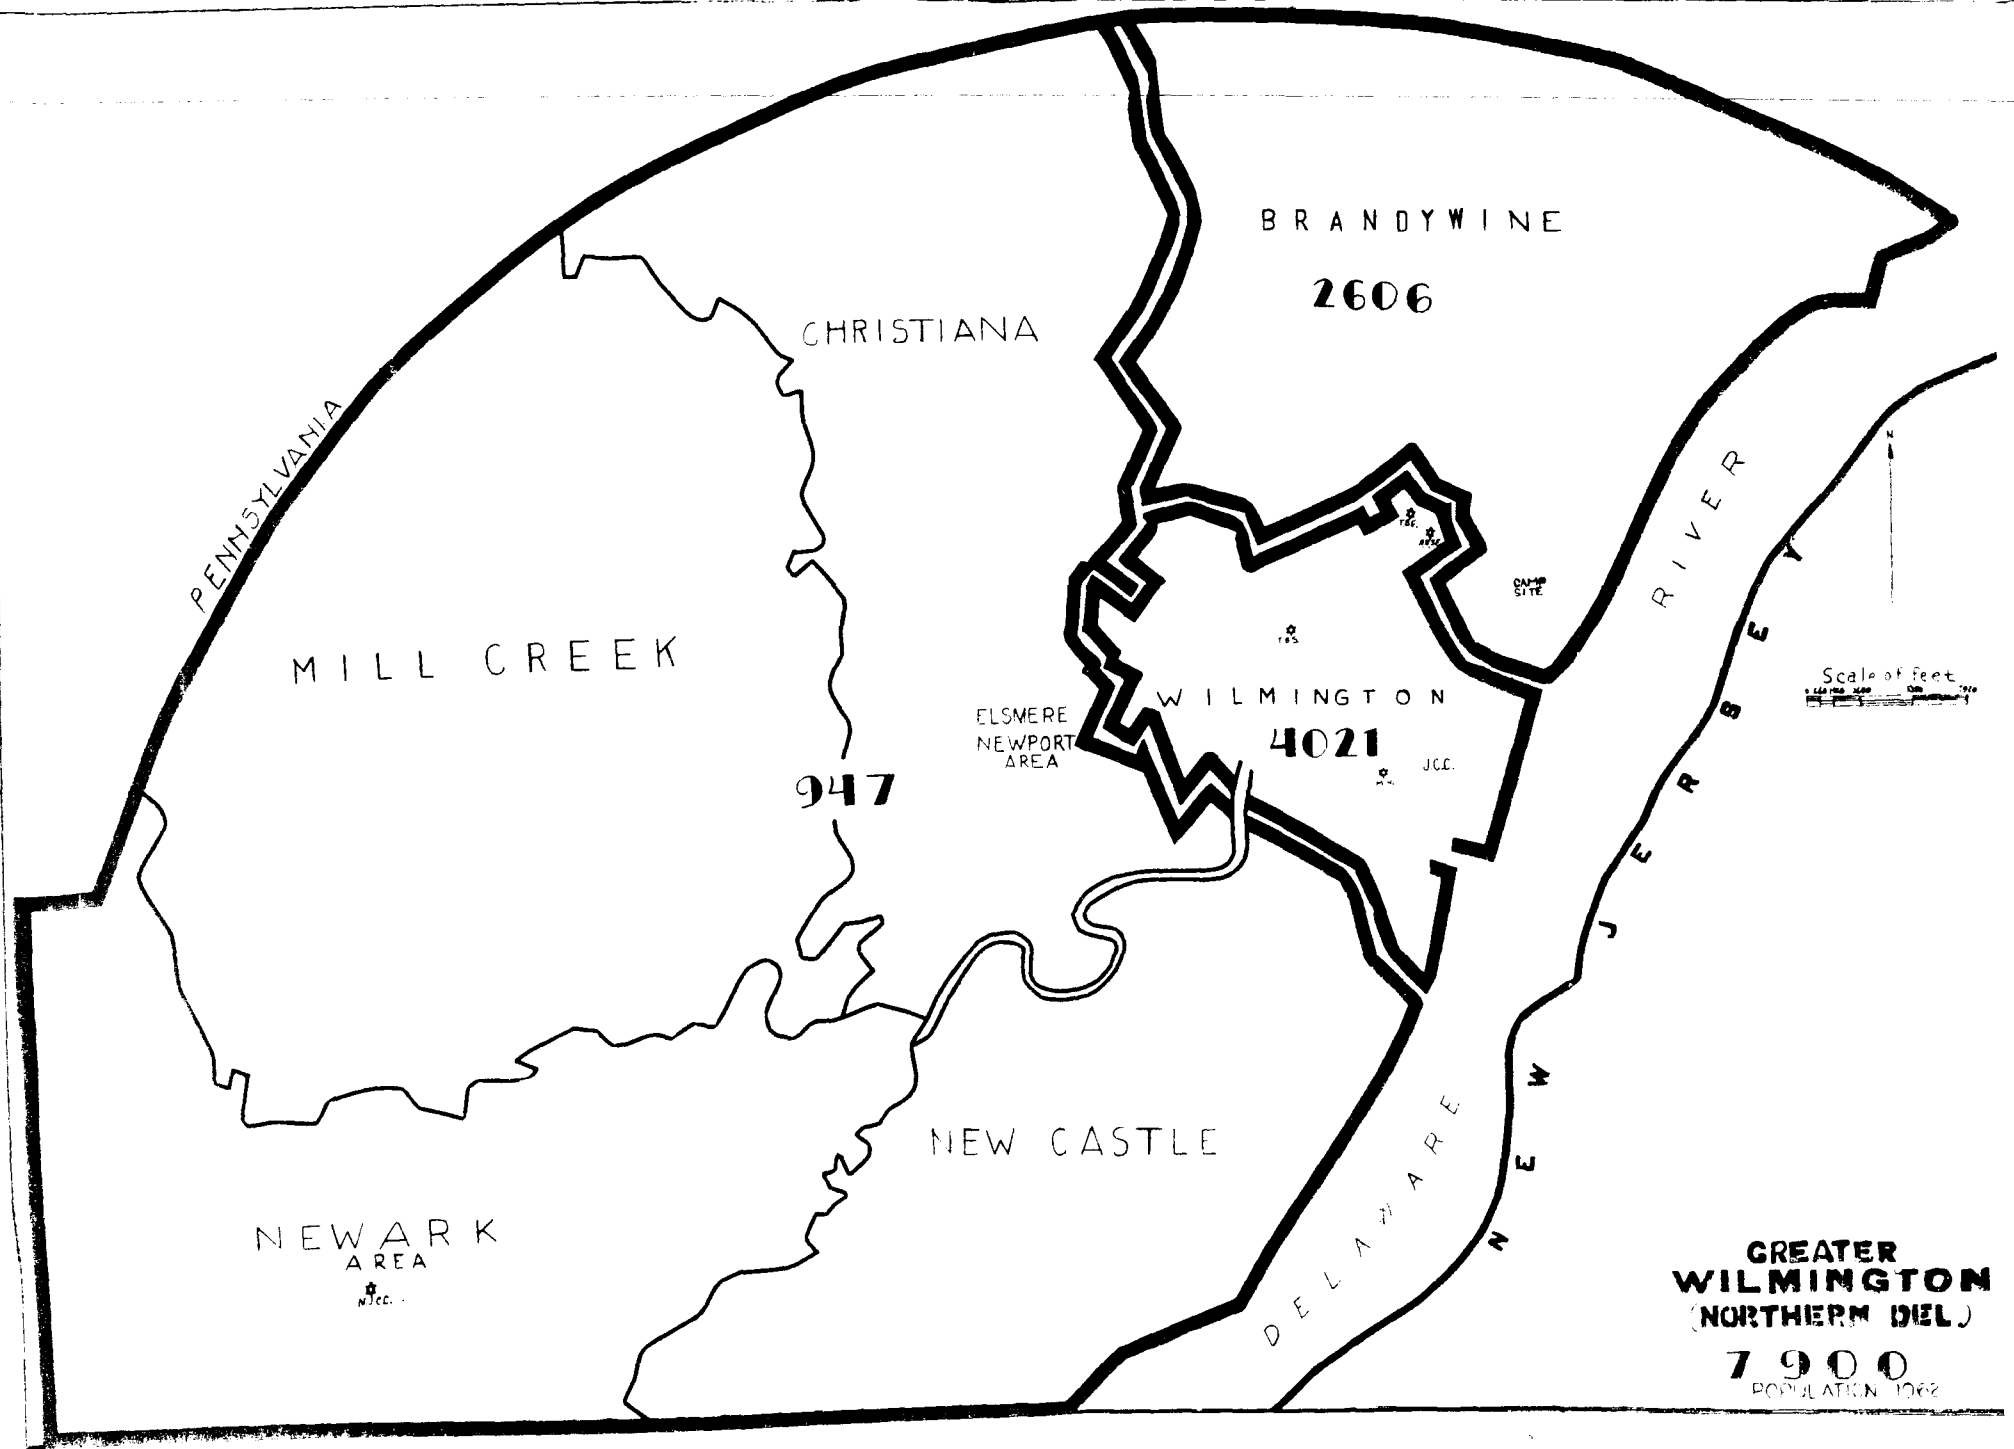 BRANDYWINE
2606
CHRISTIANA
PENNSYLVANIA
RIVER
N
T.B.E.
CAMP
SITE
MILL CREEK
T.B.S.
Scale of feet
WILMINGTON
4021
J.C.C.
ELSMERE
NEWPORT
AREA
947
NEW JERSEY
NEW CASTLE
DELAWARE
NEWARK
AREA
N.J.C.C.
GREATER
WILMINGTON
(NORTHERN DEL.)
7900
POPULATION 1962